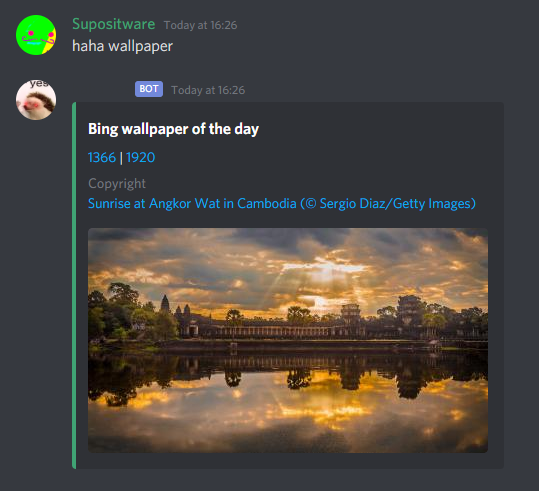 Supositware Today at 16:26
haha wallpaper
yes
BOT Today at 16:26
Bing wallpaper of the day
1366 | 1920
Copyright
Sunrise at Angkor Wat in Cambodia (© Sergio Diaz/Getty Images)